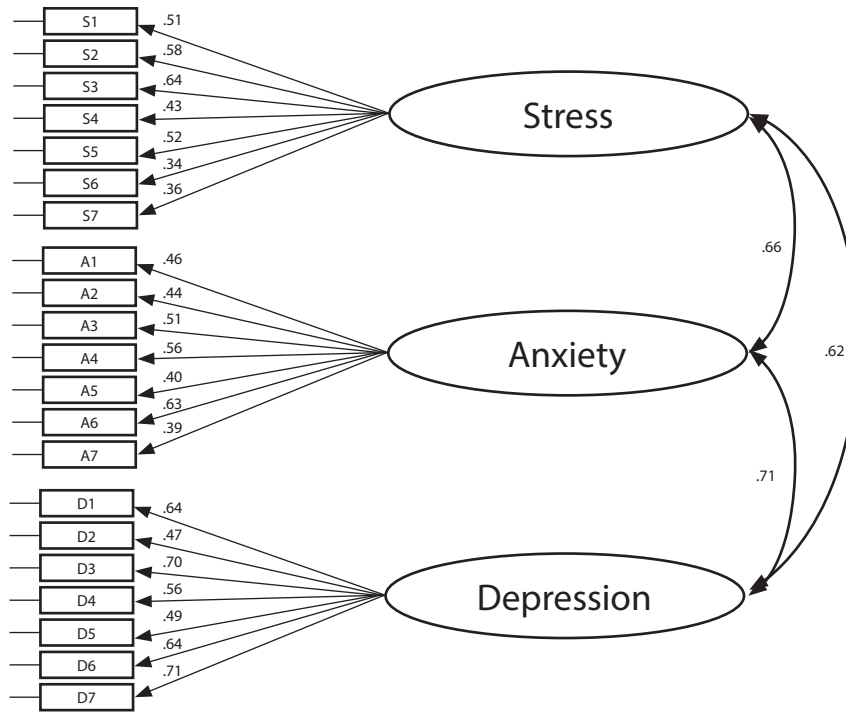 S1 .51
S2 .58
S3 .64
S4 .43
S5 .52
S6 .34
S7 .36
Stress
A1 .46
A2 .44
A3 .51
A4 .56
A5 .40
A6 .63
A7 .39
Anxiety
D1 .64
D2 .47
D3 .70
D4 .56
D5 .49
D6 .64
D7 .71
Depression
.66
.62
.71